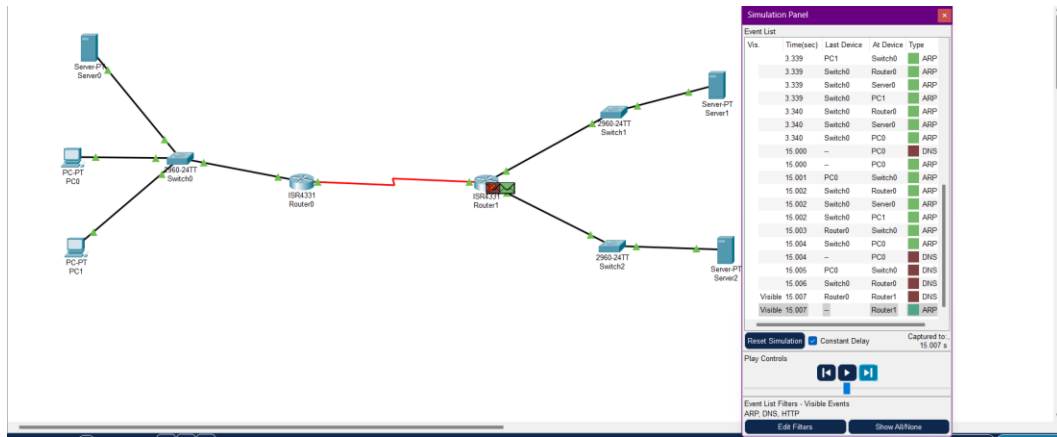 Server-PT
Server0
PC-PT
PC0
2960-24TT
Switch0
PC-PT
PC1
ISR4331
Router0
ISR4331
Router1
2960-24TT
Switch1
Server-PT
Server1
2960-24TT
Switch2
Server-PT
Server2
Simulation Panel
Event List
Vis. Time(sec) Last Device At Device Type
3.339 PC1 Switch0 ARP
3.339 Switch0 Router0 ARP
3.339 Switch0 Server0 ARP
3.339 Switch0 PC1 ARP
3.340 Switch0 Router0 ARP
3.340 Switch0 Server0 ARP
3.340 Switch0 PC0 ARP
15.000 -- PC0 DNS
15.000 -- PC0 ARP
15.001 PC0 Switch0 ARP
15.002 Switch0 Router0 ARP
15.002 Switch0 Server0 ARP
15.002 Switch0 PC1 ARP
15.003 Router0 Switch0 ARP
15.004 Switch0 PC0 ARP
15.004 -- PC0 DNS
15.005 PC0 Switch0 DNS
15.006 Switch0 Router0 DNS
Visible 15.007 Router0 Router1 DNS
Visible 15.007 -- Router1 ARP
Reset Simulation Constant Delay Captured to:
15.007 s
Play Controls
Event List Filters - Visible Events
ARP, DNS, HTTP
Edit Filters Show All/None